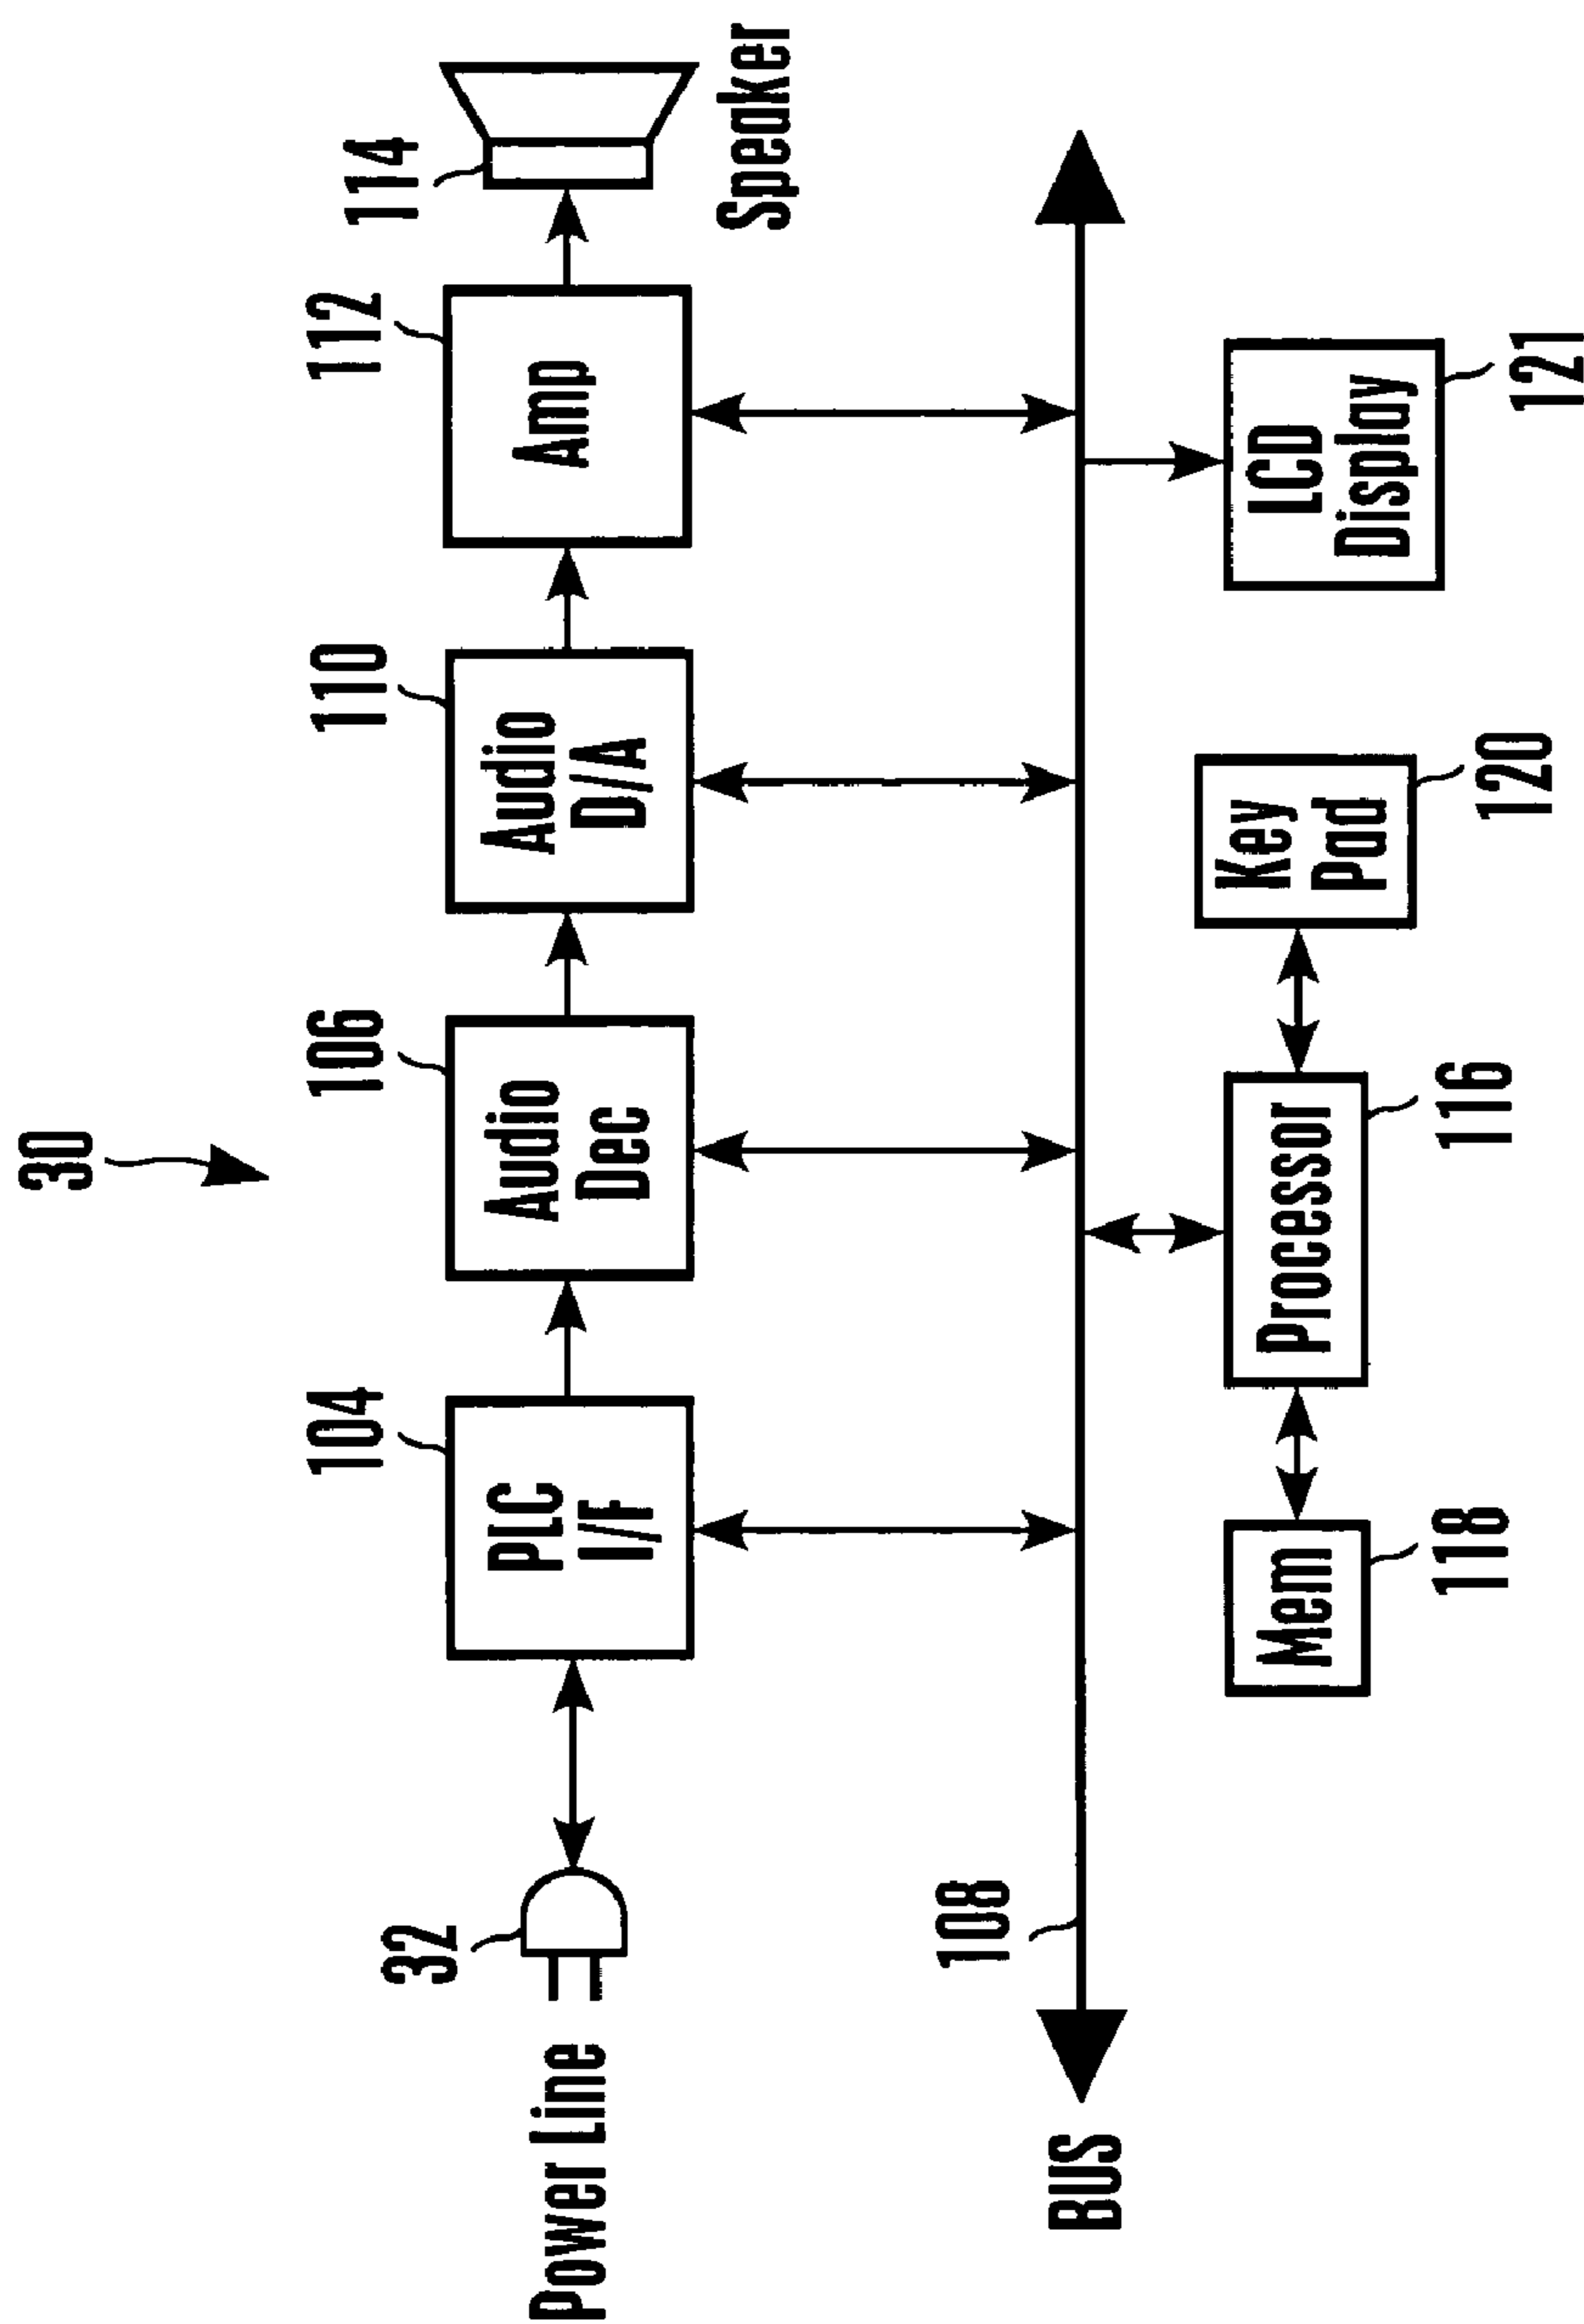 30
104
106
110
112
114
32
Power Line
PLC
I/F
Audio
Dec
Audio
D/A
Amp
Speaker
108
BUS
Mem
118
Processor
116
Key
Pad
120
LCD
Display
121